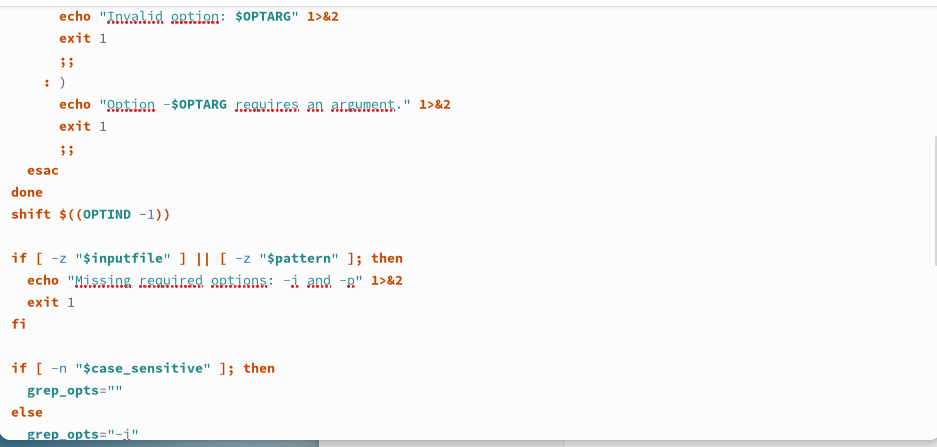 echo "Invalid option: $OPTARG" 1>&2
exit 1
;;
: )
echo "Option -$OPTARG requires an argument." 1>&2
exit 1
;;
esac
done
shift $((OPTIND -1))
if [ -z "$inputfile" ] || [ -z "$pattern" ]; then
echo "Missing required options: -i and -p" 1>&2
exit 1
fi
if [ -n "$case_sensitive" ]; then
grep_opts=""
else
grep_opts="-i"